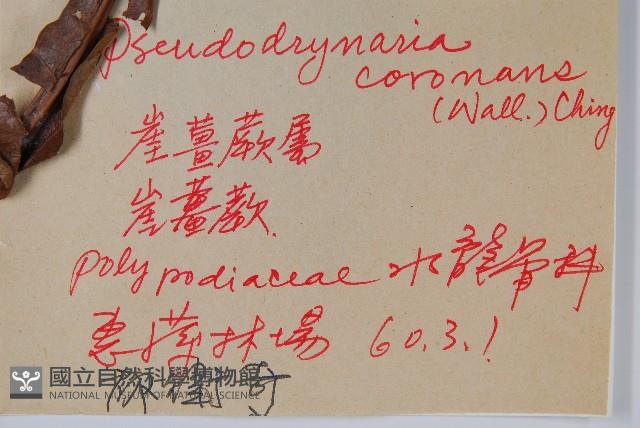 Pseudodrynaria
coronans
(Wall.) Ching
崖薑蕨屬
崖薑蕨.
Polypodiaceae 水龍骨科
惠蓀林場 60.3.1
國立自然科學博物館
NATIONAL MUSEUM OF NATURAL SCIENCE